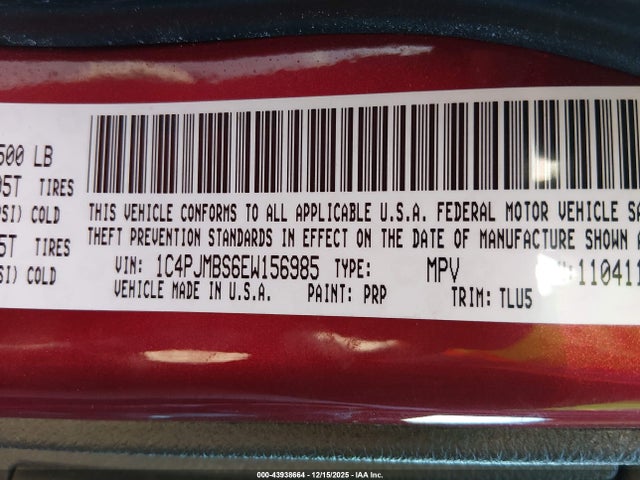 500 LB
05T TIRES
PSI) COLD
5T TIRES
SI) COLD
THIS VEHICLE CONFORMS TO ALL APPLICABLE U.S.A. FEDERAL MOTOR VEHICLE SA
THEFT PREVENTION STANDARDS IN EFFECT ON THE DATE OF MANUFACTURE SHOWN
VIN: 1C4PJMBS6EW156985 TYPE: MPV :110411
VEHICLE MADE IN U.S.A. PAINT: PRP TRIM: TLU5
000-43938664 - 12/15/2025 - IAA Inc.